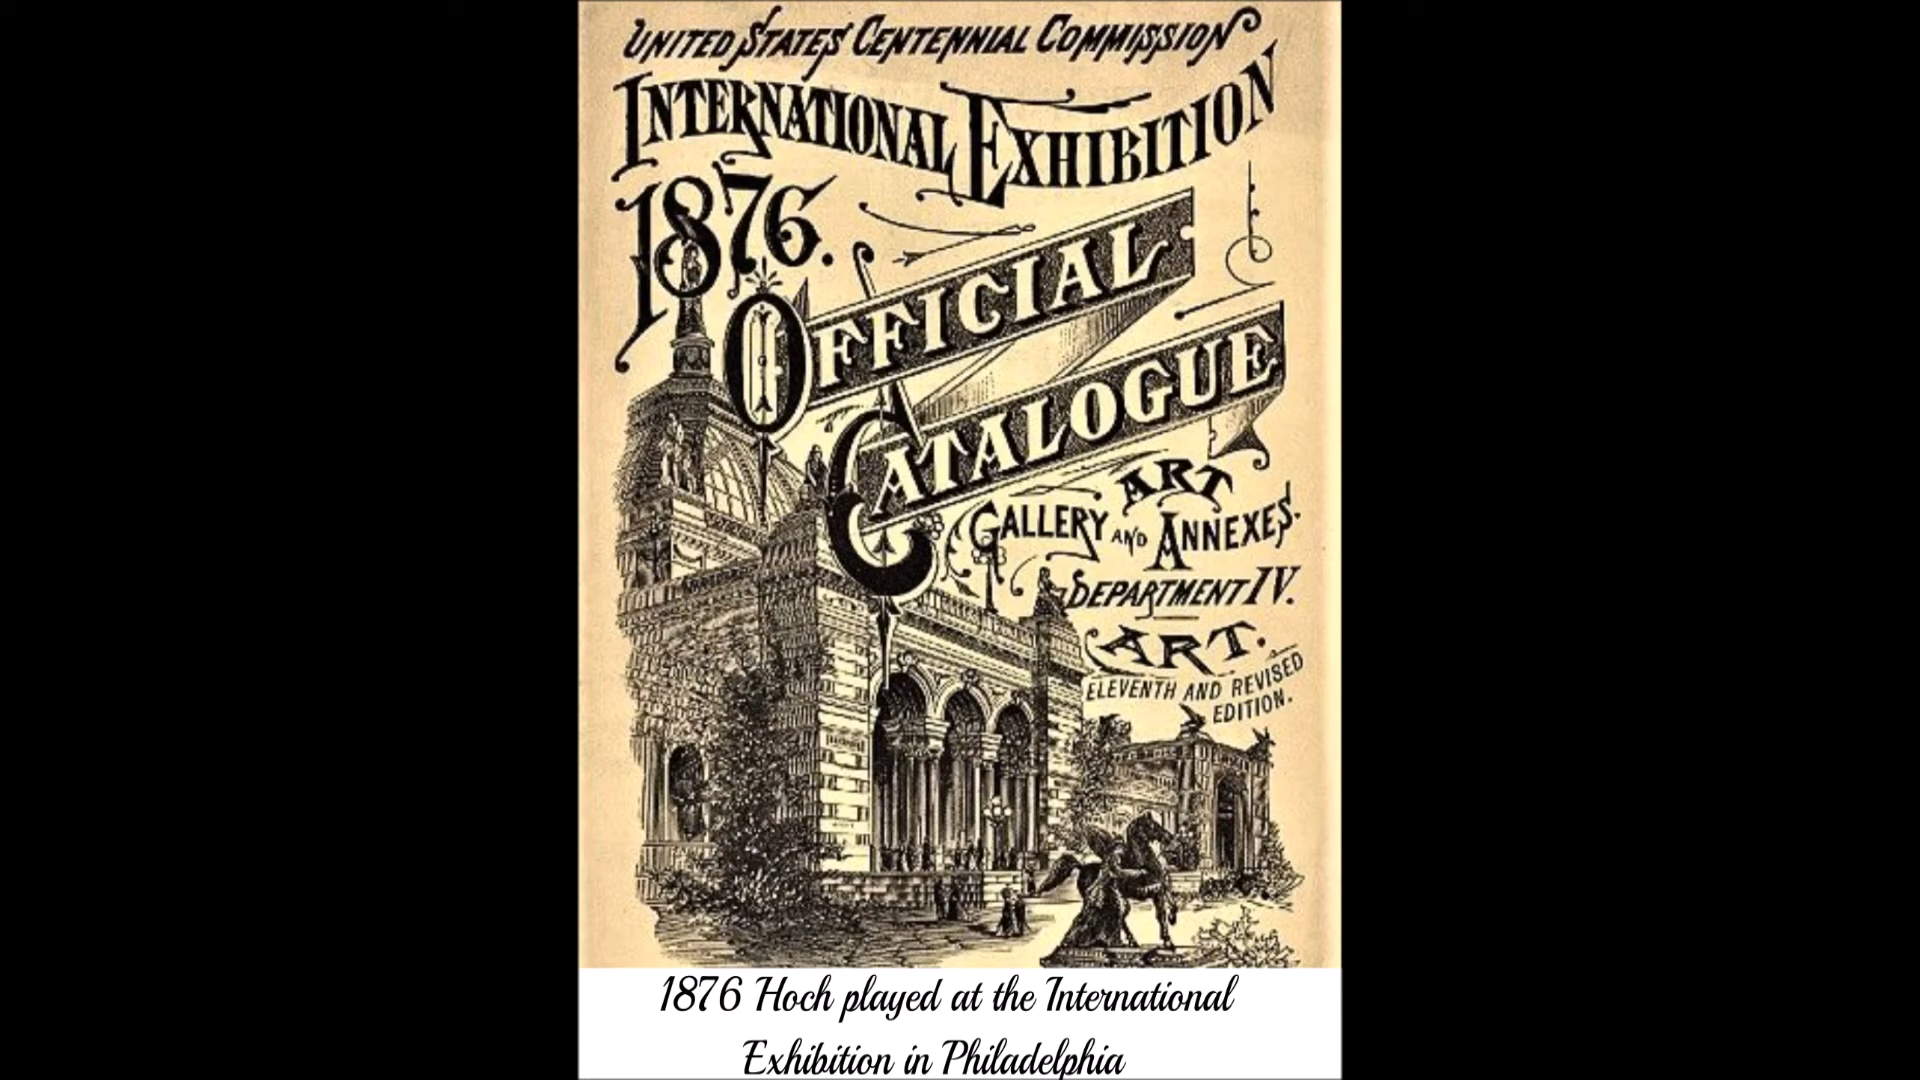 UNITED STATES CENTENNIAL COMMISSION
INTERNATIONAL EXHIBITION
1876.
OFFICIAL
CATALOGUE
ART
GALLERY AND ANNEXES.
DEPARTMENT IV.
ART.
ELEVENTH AND REVISED
EDITION.
1876 Hoch played at the International
Exhibition in Philadelphia